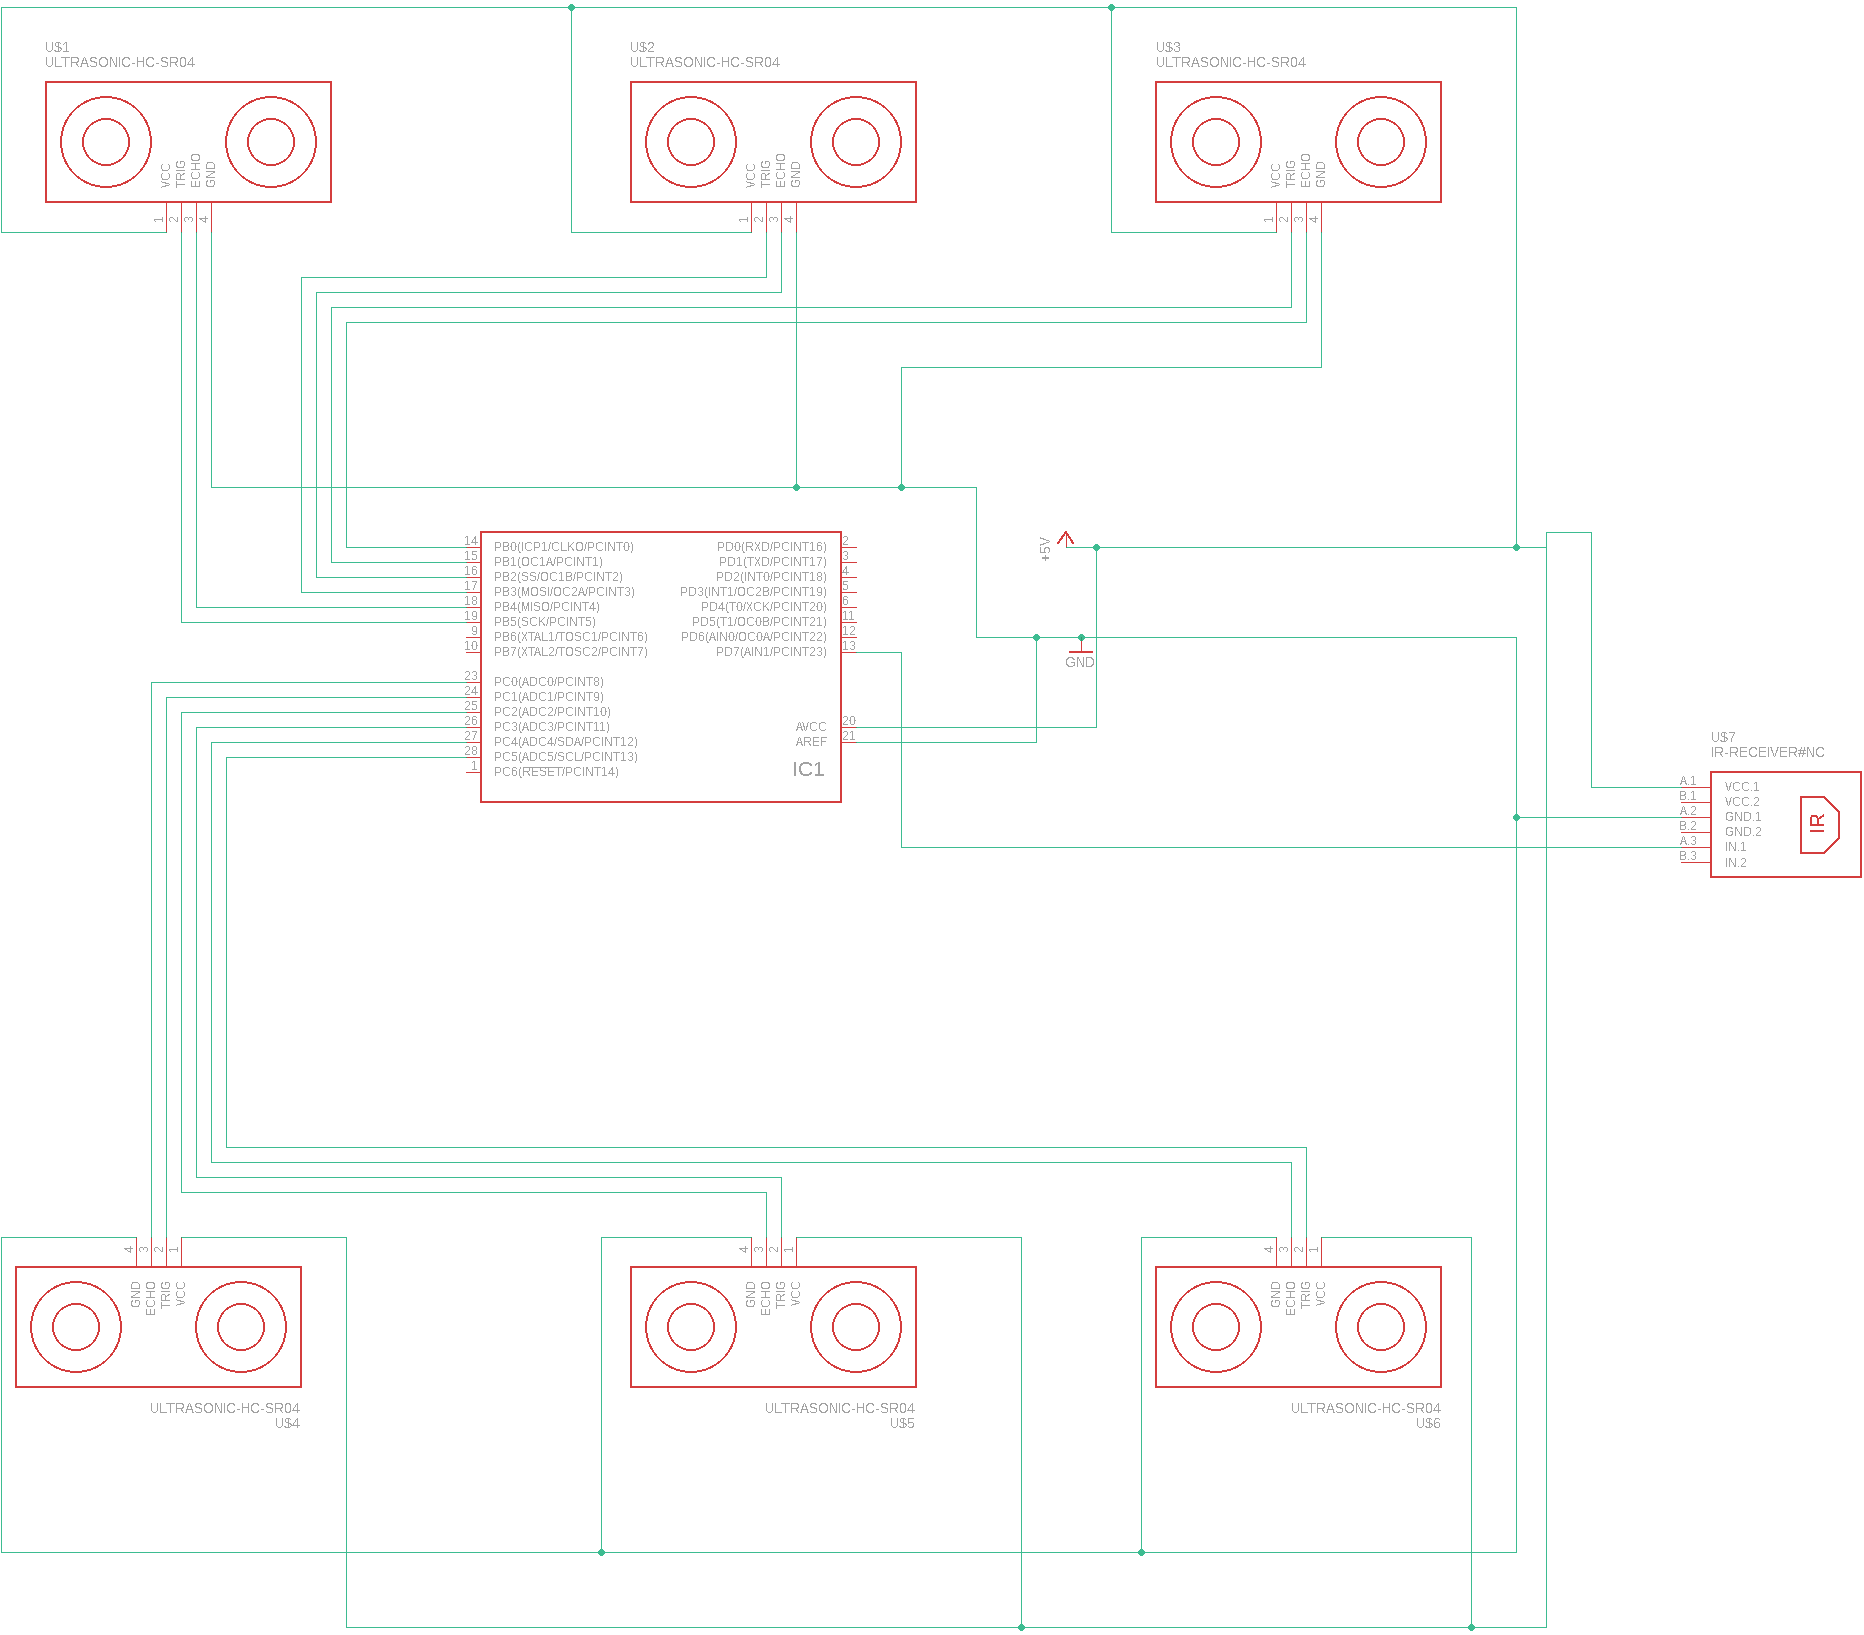 U$1
ULTRASONIC-HC-SR04
VCC
TRIG
ECHO
GND
1
2
3
4
U$2
ULTRASONIC-HC-SR04
VCC
TRIG
ECHO
GND
1
2
3
4
U$3
ULTRASONIC-HC-SR04
VCC
TRIG
ECHO
GND
1
2
3
4
14 PB0(ICP1/CLKO/PCINT0)
15 PB1(OC1A/PCINT1)
16 PB2(SS/OC1B/PCINT2)
17 PB3(MOSI/OC2A/PCINT3)
18 PB4(MISO/PCINT4)
19 PB5(SCK/PCINT5)
9 PB6(XTAL1/TOSC1/PCINT6)
10 PB7(XTAL2/TOSC2/PCINT7)
23 PC0(ADC0/PCINT8)
24 PC1(ADC1/PCINT9)
25 PC2(ADC2/PCINT10)
26 PC3(ADC3/PCINT11)
27 PC4(ADC4/SDA/PCINT12)
28 PC5(ADC5/SCL/PCINT13)
1 PC6(RESET/PCINT14)
PD0(RXD/PCINT16) 2
PD1(TXD/PCINT17) 3
PD2(INT0/PCINT18) 4
PD3(INT1/OC2B/PCINT19) 5
PD4(T0/XCK/PCINT20) 6
PD5(T1/OC0B/PCINT21) 11
PD6(AIN0/OC0A/PCINT22) 12
PD7(AIN1/PCINT23) 13
AVCC 20
AREF 21
IC1
+5V
GND
U$7
IR-RECEIVER#NC
A.1 VCC.1
B.1 VCC.2
A.2 GND.1
B.2 GND.2
A.3 IN.1
B.3 IN.2
IR
4
3
2
1
GND
ECHO
TRIG
VCC
ULTRASONIC-HC-SR04
U$4
4
3
2
1
GND
ECHO
TRIG
VCC
ULTRASONIC-HC-SR04
U$5
4
3
2
1
GND
ECHO
TRIG
VCC
ULTRASONIC-HC-SR04
U$6